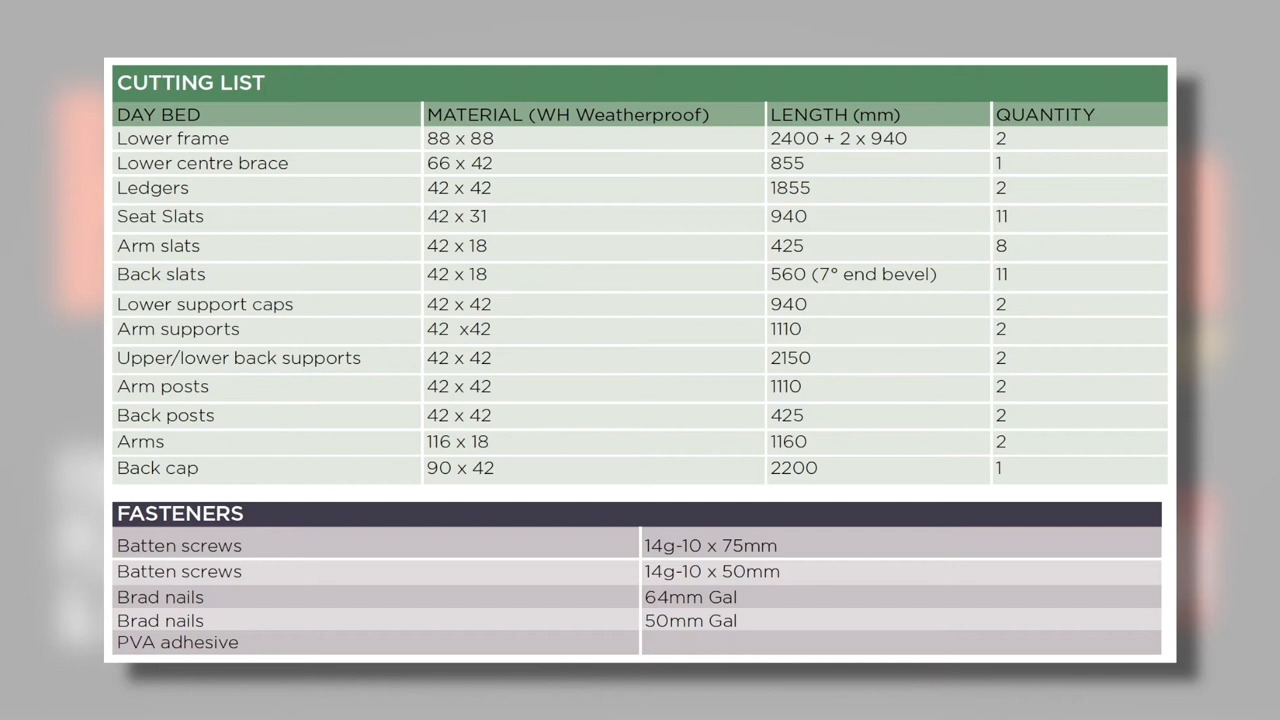 CUTTING LIST
DAY BED MATERIAL (WH Weatherproof) LENGTH (mm) QUANTITY
Lower frame 88 x 88 2400 + 2 x 940 2
Lower centre brace 66 x 42 855 1
Ledgers 42 x 42 1855 2
Seat Slats 42 x 31 940 11
Arm slats 42 x 18 425 8
Back slats 42 x 18 560 (7° end bevel) 11
Lower support caps 42 x 42 940 2
Arm supports 42  x42 1110 2
Upper/lower back supports 42 x 42 2150 2
Arm posts 42 x 42 1110 2
Back posts 42 x 42 425 2
Arms 116 x 18 1160 2
Back cap 90 x 42 2200 1
FASTENERS
Batten screws 14g-10 x 75mm
Batten screws 14g-10 x 50mm
Brad nails 64mm Gal
Brad nails 50mm Gal
PVA adhesive